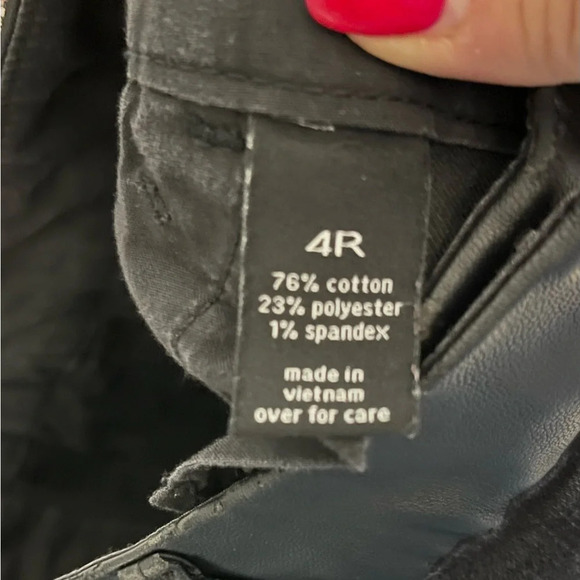 4R
76% cotton
23% polyester
1% spandex
made in
vietnam
over for care